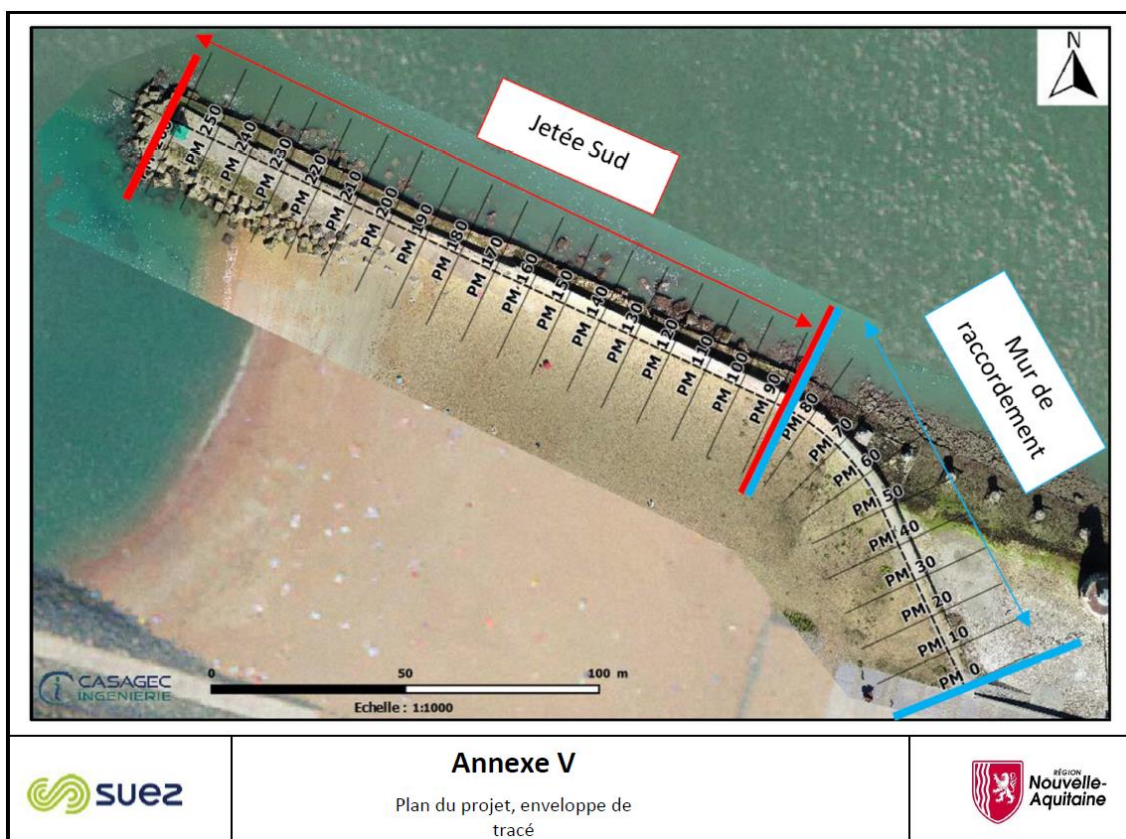 N
Jetée Sud
Mur de
raccordement
PM 250
PM 240
PM 230
PM 220
PM 210
PM 200
PM 190
PM 180
PM 170
PM 160
PM 150
PM 140
PM 130
PM 120
PM 110
PM 100
PM 90
PM 80
PM 70
PM 60
PM 50
PM 40
PM 30
PM 20
PM 10
PM 0
0 50 100 m
Echelle : 1:1000
CASAGEC
INGENIERIE
suez
Annexe V
Plan du projet, enveloppe de
tracé
RÉGION
Nouvelle-
Aquitaine